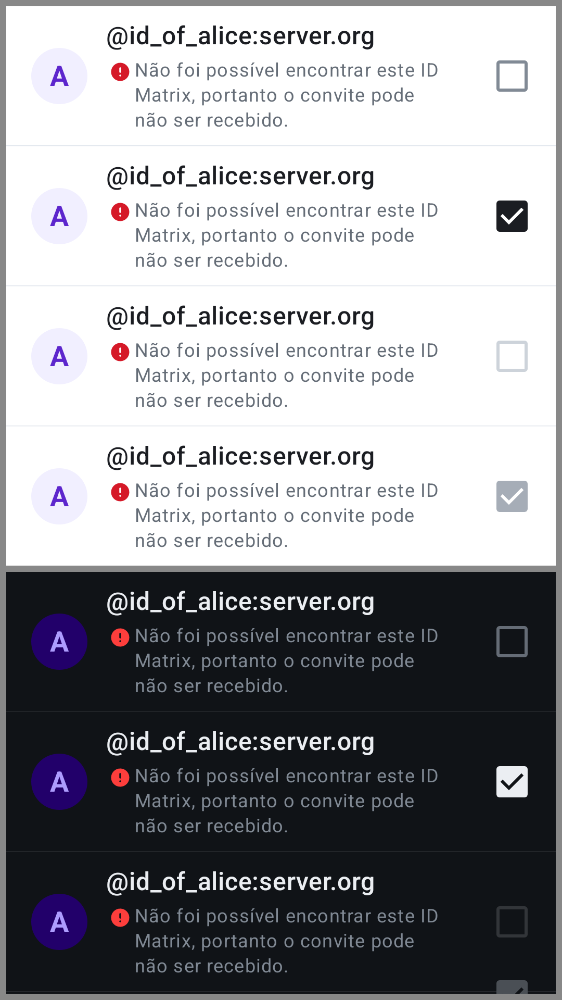 @id_of_alice:server.org
A
Não foi possível encontrar este ID
Matrix, portanto o convite pode
não ser recebido.
@id_of_alice:server.org
A
Não foi possível encontrar este ID
Matrix, portanto o convite pode
não ser recebido.
@id_of_alice:server.org
A
Não foi possível encontrar este ID
Matrix, portanto o convite pode
não ser recebido.
@id_of_alice:server.org
A
Não foi possível encontrar este ID
Matrix, portanto o convite pode
não ser recebido.
@id_of_alice:server.org
A
Não foi possível encontrar este ID
Matrix, portanto o convite pode
não ser recebido.
@id_of_alice:server.org
A
Não foi possível encontrar este ID
Matrix, portanto o convite pode
não ser recebido.
@id_of_alice:server.org
A
Não foi possível encontrar este ID
Matrix, portanto o convite pode
não ser recebido.